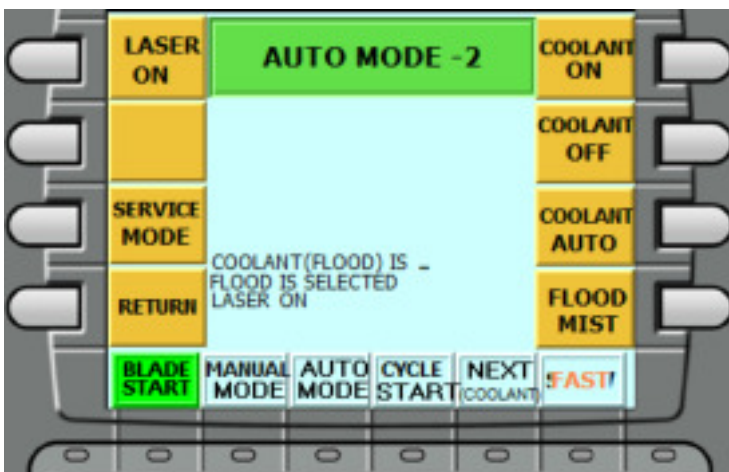 LASER
ON
AUTO MODE -2
COOLANT
ON
COOLANT
OFF
SERVICE
MODE
COOLANT
AUTO
COOLANT(FLOOD) IS _
FLOOD IS SELECTED
LASER ON
RETURN
FLOOD
MIST
BLADE
START
MANUAL
MODE
AUTO
MODE
CYCLE
START
NEXT
(COOLANT)
FAST